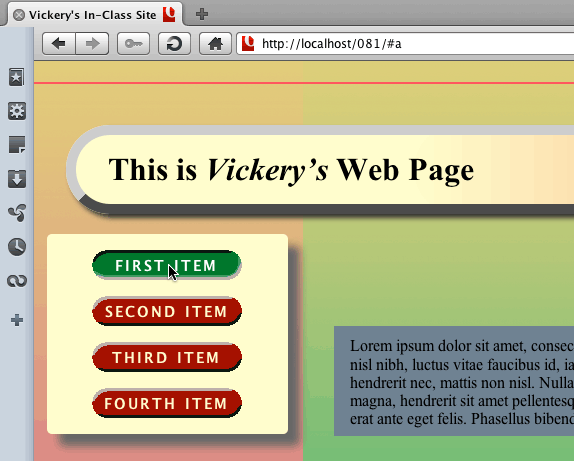 Vickery's In-Class Site
http://localhost/081/#a
This is Vickery's Web Page
FIRST ITEM
SECOND ITEM
THIRD ITEM
FOURTH ITEM
Lorem ipsum dolor sit amet, consec
nisl nibh, luctus vitae faucibus id, ia
hendrerit nec, mattis non nisl. Nulla
magna, hendrerit sit amet pellentesq
erat ante eget felis. Phasellus bibend